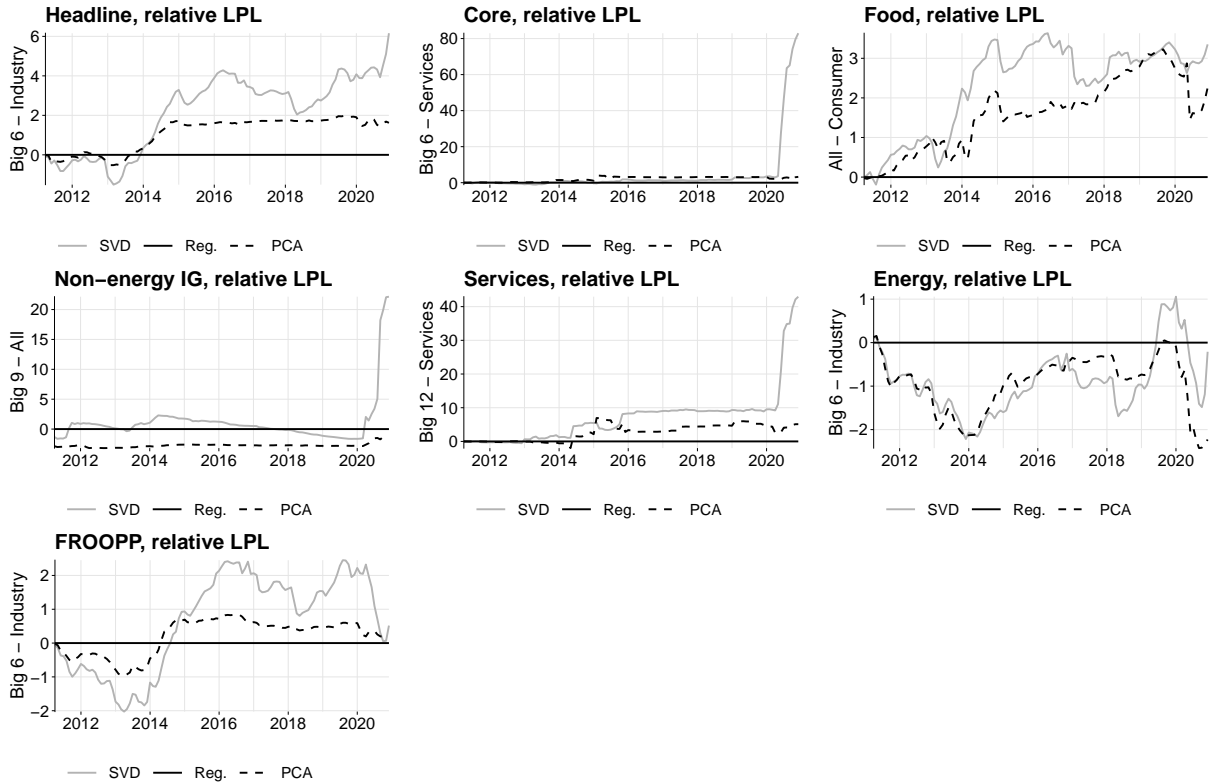 Headline, relative LPL
Big 6 − Industry
6
4
2
0
2012 2014 2016 2018 2020
SVD Reg. PCA
Core, relative LPL
Big 6 − Services
80
60
40
20
0
2012 2014 2016 2018 2020
SVD Reg. PCA
Food, relative LPL
All − Consumer
3
2
1
0
2012 2014 2016 2018 2020
SVD Reg. PCA
Non−energy IG, relative LPL
Big 9 − All
20
15
10
5
0
2012 2014 2016 2018 2020
SVD Reg. PCA
Services, relative LPL
Big 12 − Services
40
30
20
10
0
2012 2014 2016 2018 2020
SVD Reg. PCA
Energy, relative LPL
Big 6 − Industry
1
0
−1
−2
2012 2014 2016 2018 2020
SVD Reg. PCA
FROOPP, relative LPL
Big 6 − Industry
2
1
0
−1
−2
2012 2014 2016 2018 2020
SVD Reg. PCA